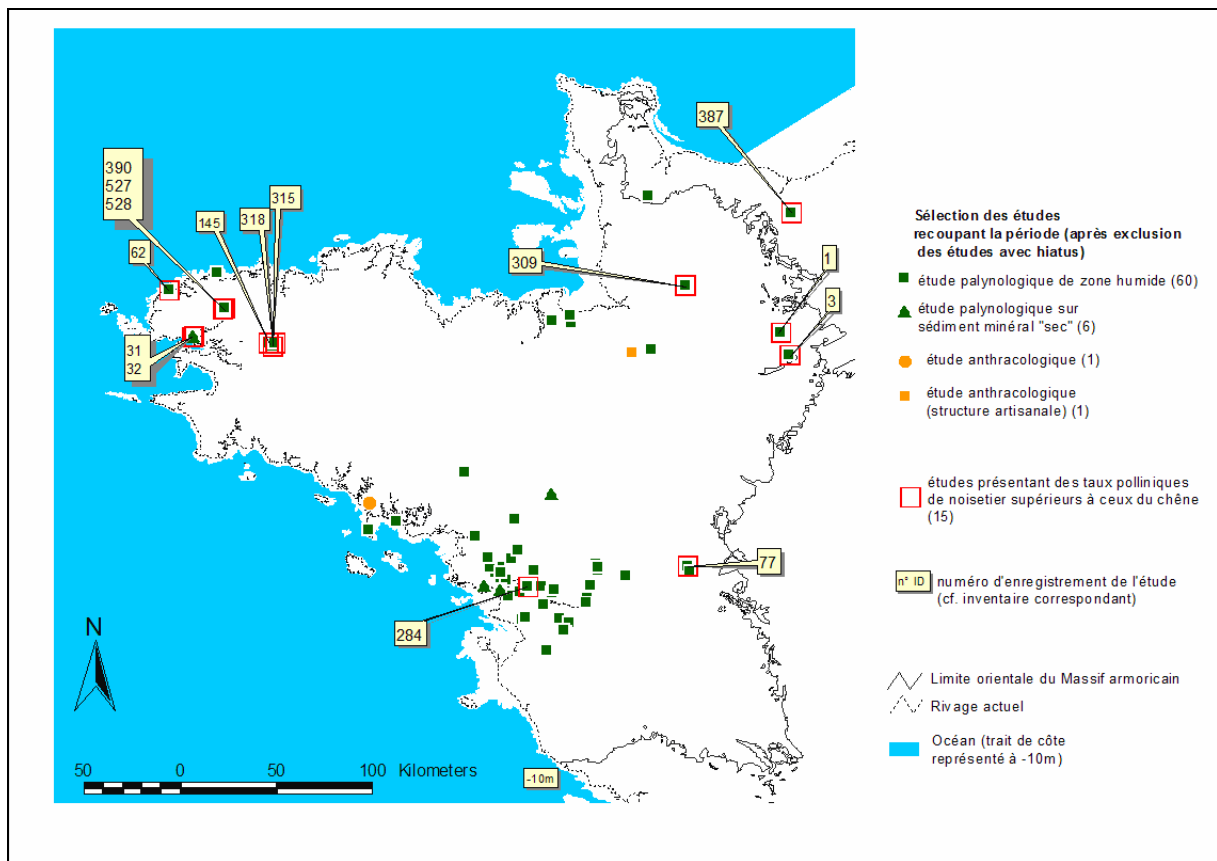 387
390
527
528
315
318
145
62
309
1
3
31
32
77
284
N
50 0 50 100 Kilometers
-10m
Sélection des études
recoupant la période (après exclusion
des études avec hiatus)
étude palynologique de zone humide (60)
étude palynologique sur
sédiment minéral "sec" (6)
étude anthracologique (1)
étude anthracologique
(structure artisanale) (1)
études présentant des taux polliniques
de noisetier supérieurs à ceux du chêne
(15)
n° ID numéro d'enregistrement de l'étude
(cf. inventaire correspondant)
Limite orientale du Massif armoricain
Rivage actuel
Océan (trait de côte
représenté à -10m)